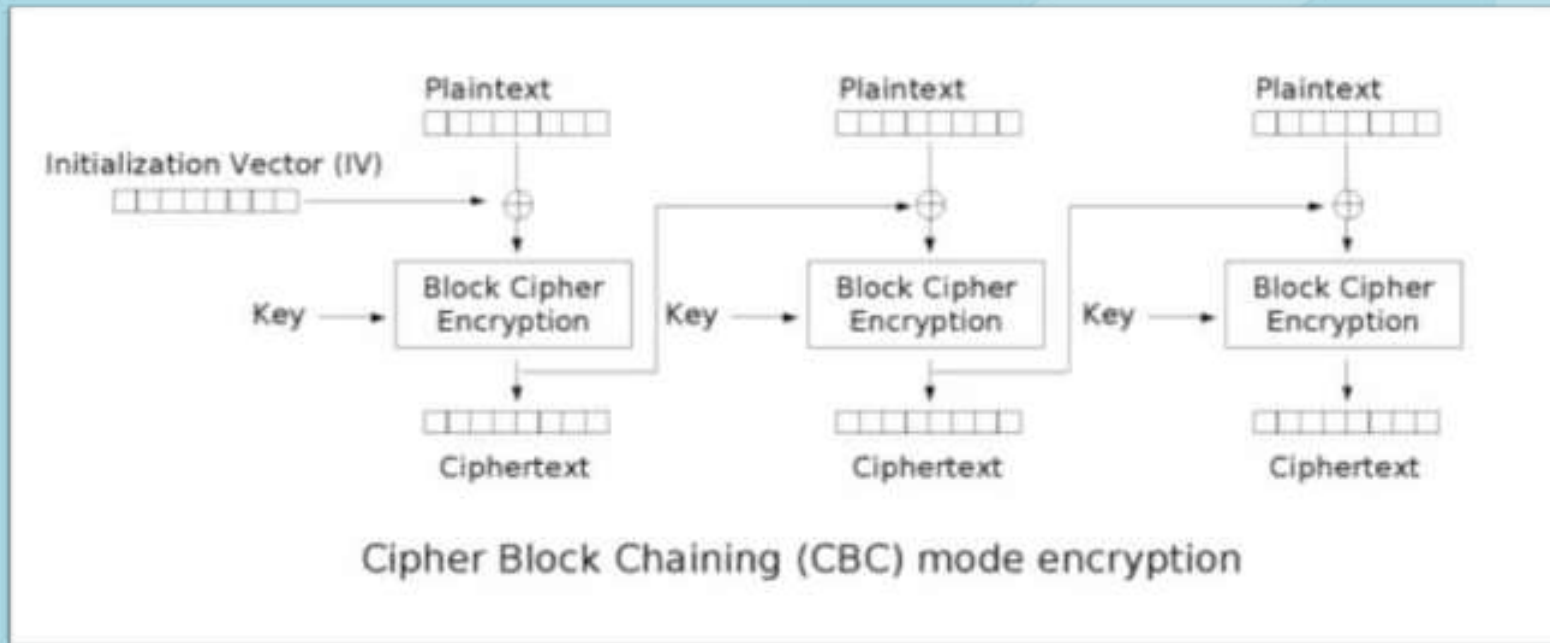 Plaintext
Plaintext
Plaintext
Initialization Vector (IV)
Key
Block Cipher
Encryption
Key
Block Cipher
Encryption
Key
Block Cipher
Encryption
Ciphertext
Ciphertext
Ciphertext
Cipher Block Chaining (CBC) mode encryption